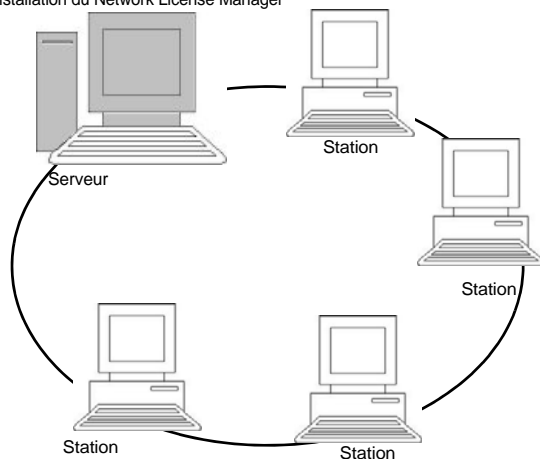 nstallation du Network License Manager
Station
Serveur
Station
Station
Station